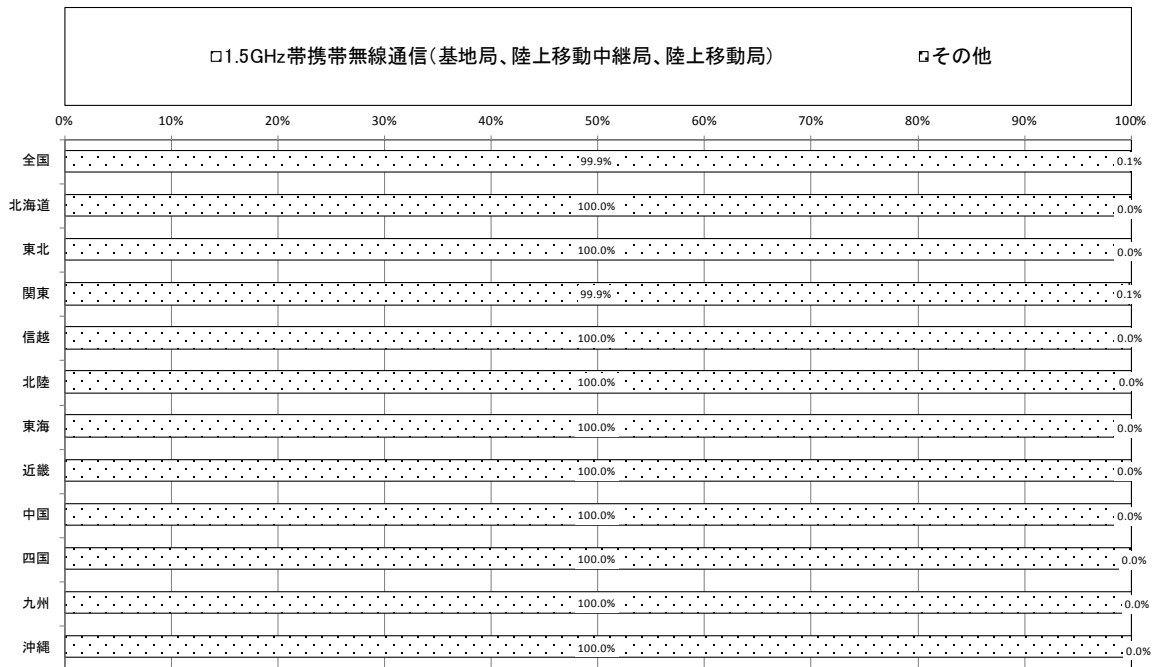 1.5GHz帯携帯無線通信(基地局、陸上移動中継局、陸上移動局) その他
0% 10% 20% 30% 40% 50% 60% 70% 80% 90% 100%
全国 99.9% 0.1%
北海道 100.0% 0.0%
東北 100.0% 0.0%
関東 99.9% 0.1%
信越 100.0% 0.0%
北陸 100.0% 0.0%
東海 100.0% 0.0%
近畿 100.0% 0.0%
中国 100.0% 0.0%
四国 100.0% 0.0%
九州 100.0% 0.0%
沖縄 100.0% 0.0%